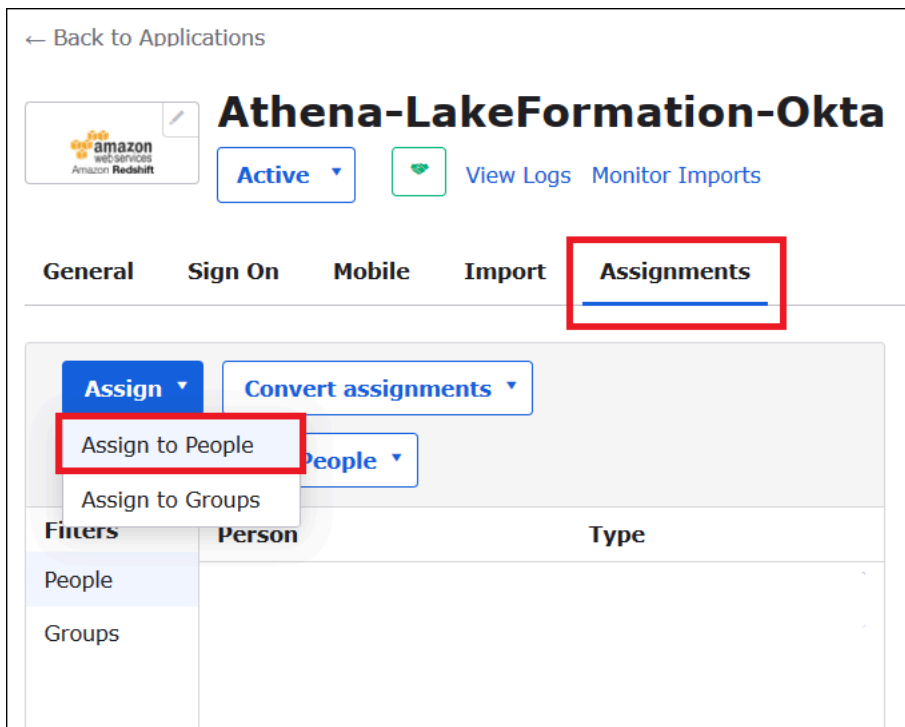 ← Back to Applications
Athena-LakeFormation-Okta
amazon
web services
Amazon Redshift
Active View Logs Monitor Imports
General Sign On Mobile Import Assignments
Assign Convert assignments
Assign to People
People
Assign to Groups
Filters Person Type
People
Groups